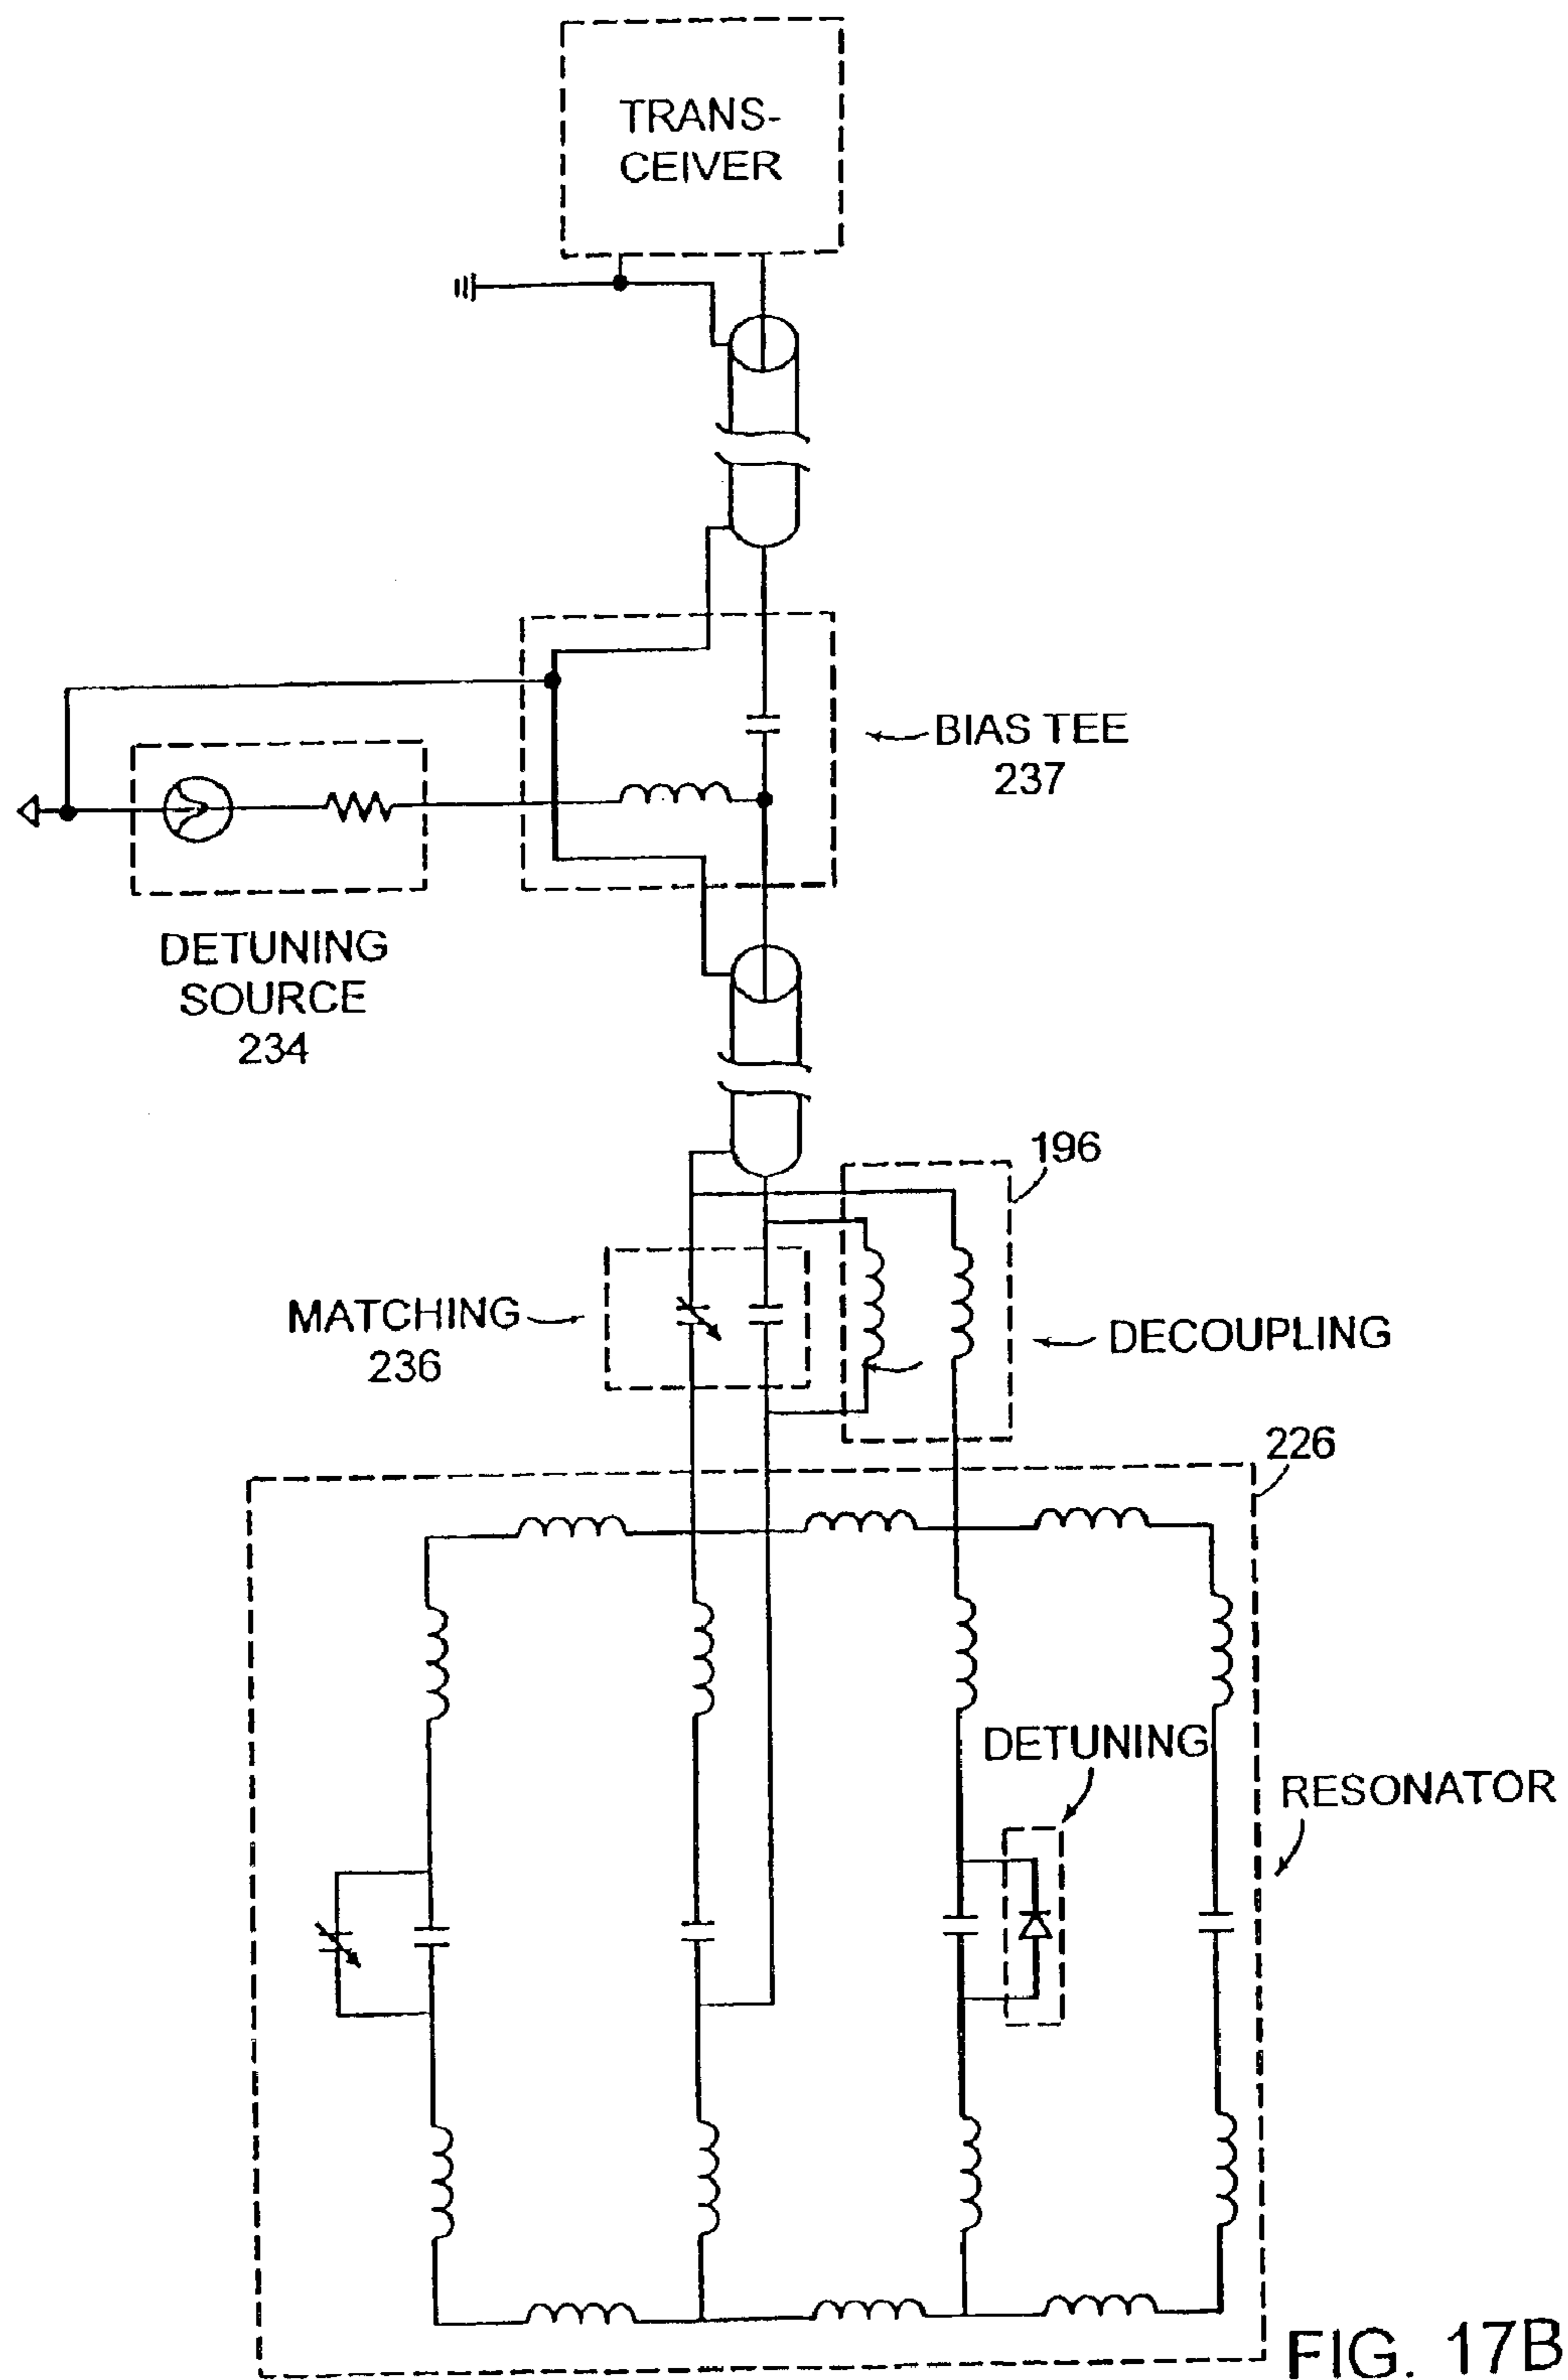 TRANS-
CEIVER
BIAS TEE
237
DETUNING
SOURCE
234
196
MATCHING
236
DECOUPLING
226
DETUNING
RESONATOR
FIG. 17B